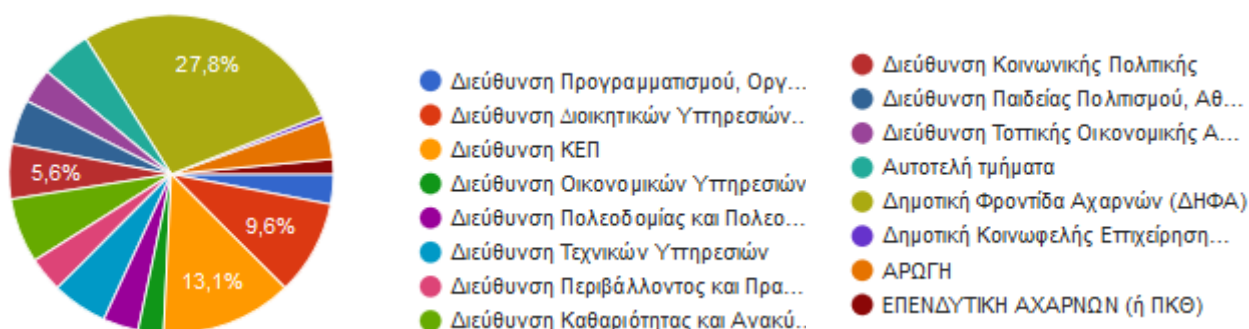 27,8%
5,6%
9,6%
13,1%
Διεύθυνση Προγραμματισμού, Οργ...
Διεύθυνση Διοικητικών Υπηρεσιών..
Διεύθυνση ΚΕΠ
Διεύθυνση Οικονομικών Υπηρεσιών
Διεύθυνση Πολεοδομίας και Πολεο...
Διεύθυνση Τεχνικών Υπηρεσιών
Διεύθυνση Περιβάλλοντος και Πρα...
Διεύθυνση Καθαριότητας και Ανακύ..
Διεύθυνση Κοινωνικής Πολιτικής
Διεύθυνση Παιδείας Πολιτισμού, Αθ...
Διεύθυνση Τοπικής Οικονομικής Α...
Αυτοτελή τμήματα
Δημοτική Φροντίδα Αχαρνών (ΔΗΦΑ)
Δημοτική Κοινωφελής Επιχείρηση...
ΑΡΩΓΗ
ΕΠΕΝΔΥΤΙΚΗ ΑΧΑΡΝΩΝ (ή ΠΚΘ)